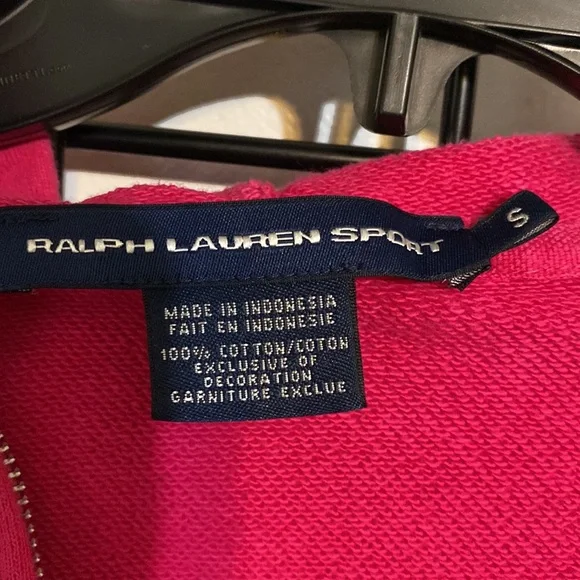 RALPH LAUREN SPORT
S
MADE IN INDONESIA
FAIT EN INDONESIE
100% COTTON/COTON
EXCLUSIVE OF
DECORATION
GARNITURE EXCLUE